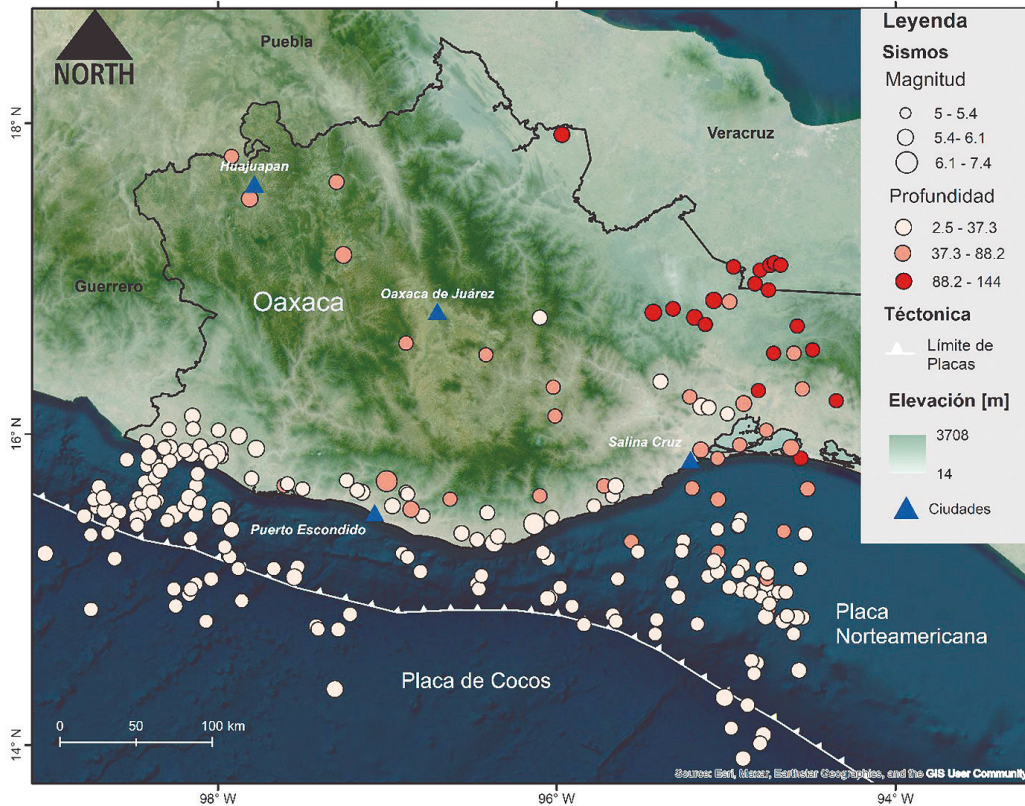 NORTH
Puebla
Veracruz
Huajuapan
Guerrero
Oaxaca
Oaxaca de Juárez
Salina Cruz
Puerto Escondido
Placa
Norteamericana
Placa de Cocos
0 50 100 km
18° N
16° N
14° N
98° W
96° W
94° W
Leyenda
Sismos
Magnitud
5 - 5.4
5.4 - 6.1
6.1 - 7.4
Profundidad
2.5 - 37.3
37.3 - 88.2
88.2 - 144
Téctonica
Límite de
Placas
Elevación [m]
3708
14
Ciudades
Source: Esri, Maxar, Earthstar Geographics, and the GIS User Community